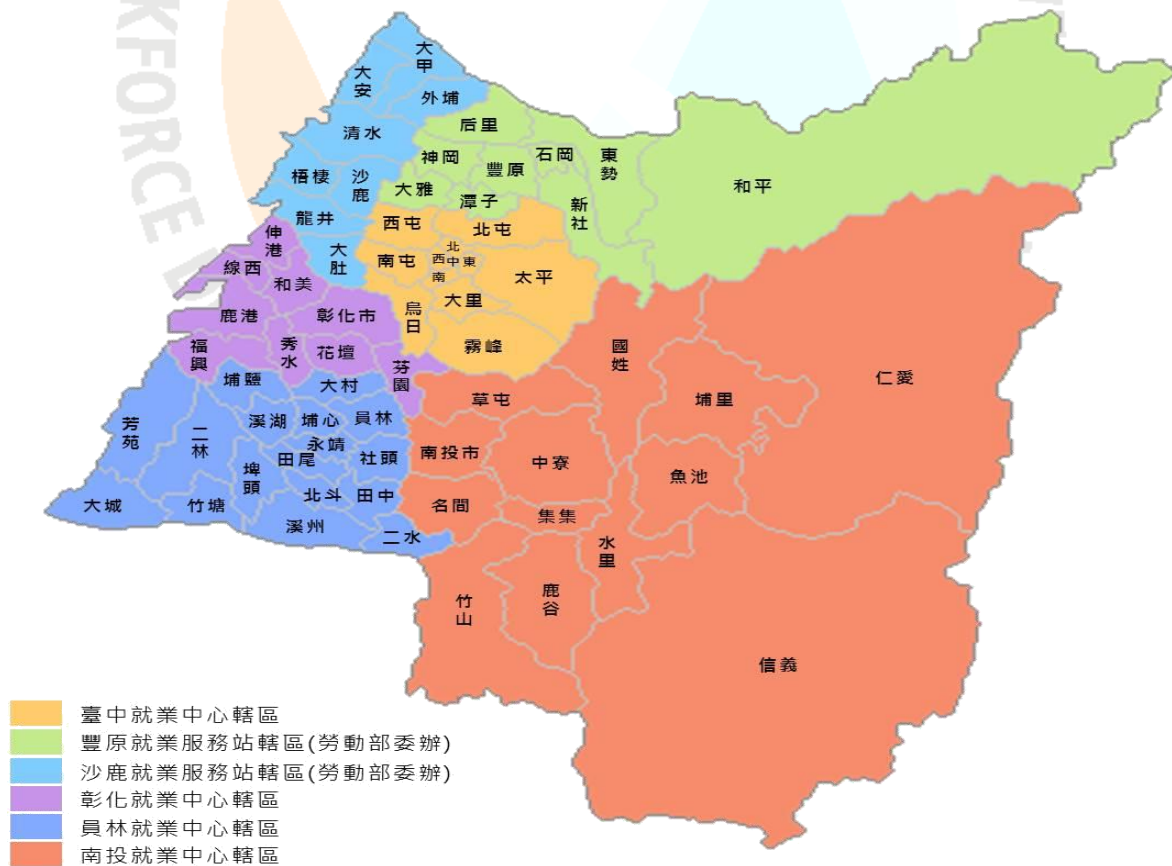 KFORCE D
大甲
大安
外埔
清水
梧棲
沙鹿
龍井
大肚
后里
神岡
豐原
石岡
東勢
大雅
潭子
新社
和平
西屯
北屯
南屯
北
西中東
南
太平
大里
烏日
霧峰
伸港
線西
和美
鹿港
彰化市
福興
秀水
花壇
芬園
埔鹽
大村
芳苑
二林
溪湖
埔心
員林
永靖
田尾
社頭
埤頭
大城
竹塘
北斗
田中
溪州
二水
國姓
草屯
埔里
仁愛
南投市
中寮
魚池
名間
集集
水里
竹山
鹿谷
信義
臺中就業中心轄區
豐原就業服務站轄區(勞動部委辦)
沙鹿就業服務站轄區(勞動部委辦)
彰化就業中心轄區
員林就業中心轄區
南投就業中心轄區